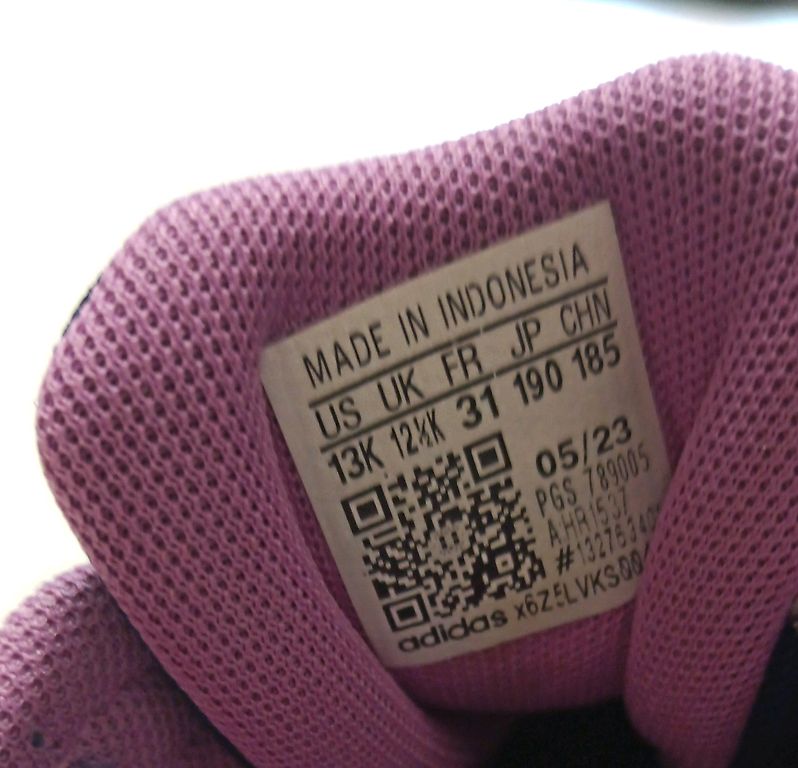 MADE IN INDONESIA
US UK FR JP CHN
13K 12½K 31 190 185
05/23
PGS 789005
AHR1537
adidas